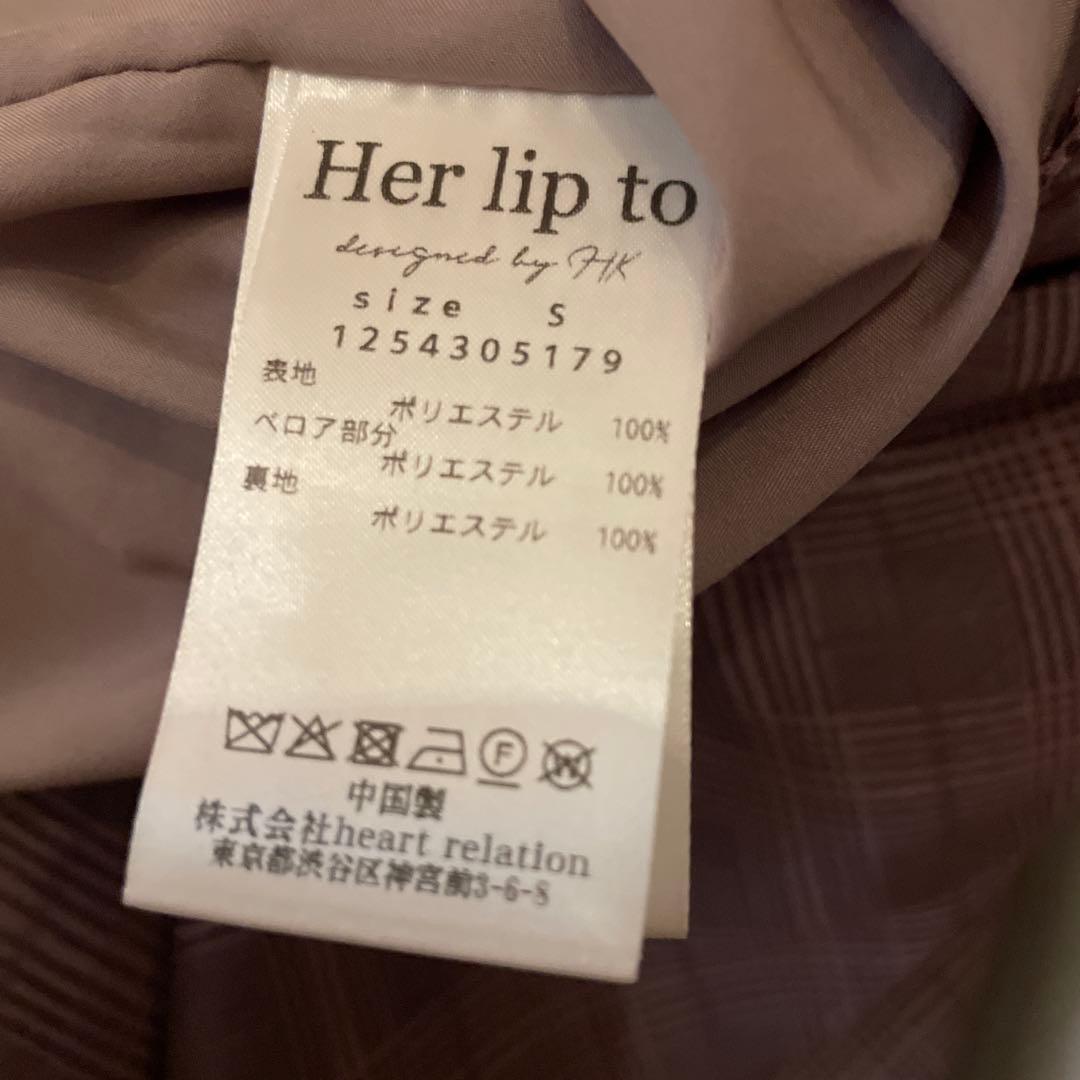 Her lip to
designed by HK
size S
1254305179
表地
ポリエステル 100%
ベロア部分
ポリエステル 100%
裏地
ポリエステル 100%
F
W
中国製
株式会社heart relation
東京都渋谷区神宮前3-6-8